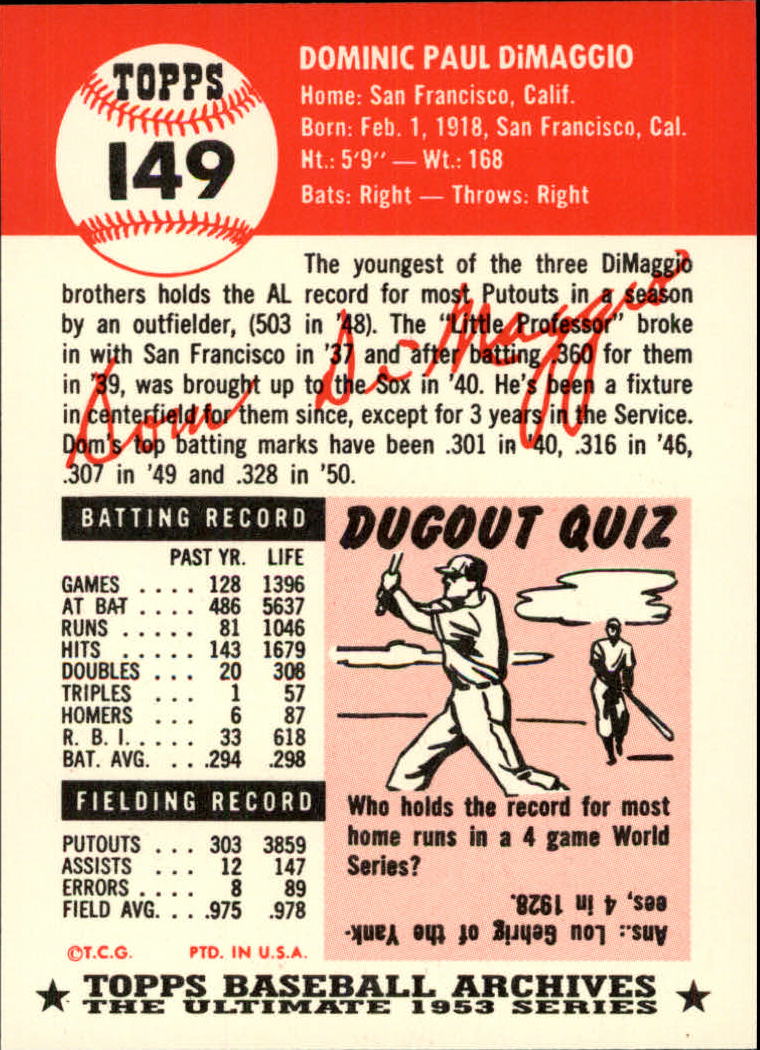 TOPPS
149
DOMINIC PAUL DiMAGGIO
Home: San Francisco, Calif.
Born: Feb. 1, 1918, San Francisco, Cal.
Ht.: 5'9" — Wt.: 168
Bats: Right — Throws: Right
The youngest of the three DiMaggio
brothers holds the AL record for most Putouts in a season
by an outfielder, (503 in '48). The "Little Professor" broke
in with San Francisco in '37 and after batting .360 for them
in '39, was brought up to the Sox in '40. He's been a fixture
in centerfield for them since, except for 3 years in the Service.
Dom's top batting marks have been .301 in '40, .316 in '46,
.307 in '49 and .328 in '50.
Dom DiMaggio
BATTING RECORD
PAST YR. LIFE
GAMES .... 128 1396
AT BAT .... 486 5637
RUNS ..... 81 1046
HITS ..... 143 1679
DOUBLES ... 20 308
TRIPLES ... 1 57
HOMERS ... 6 87
R. B. I. .... 33 618
BAT. AVG. ... .294 .298
FIELDING RECORD
PUTOUTS ... 303 3859
ASSISTS ... 12 147
ERRORS .... 8 89
FIELD AVG. ... .975 .978
©T.C.G. PTD. IN U.S.A.
DUGOUT QUIZ
Who holds the record for most
home runs in a 4 game World
Series?
Ans.: Lou Gehrig of the Yank-
ees, 4 in 1928.
TOPPS BASEBALL ARCHIVES
THE ULTIMATE 1953 SERIES